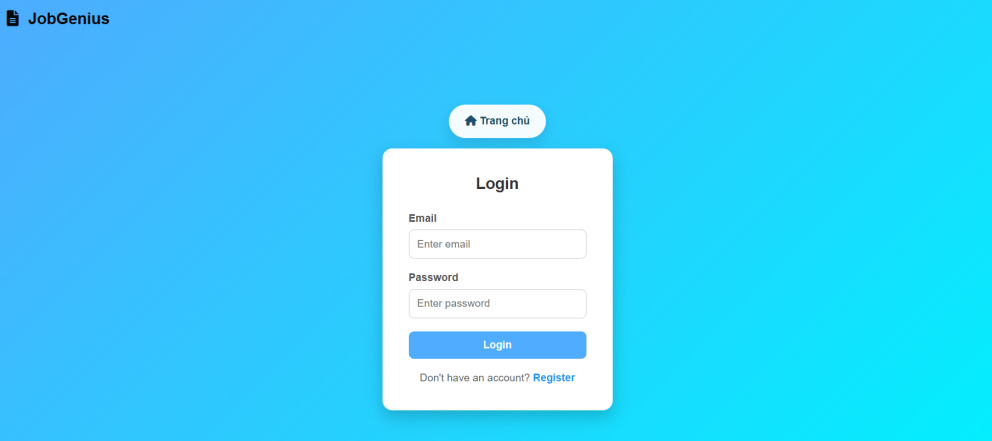 JobGenius
Trang chủ
Login
Email
Enter email
Password
Enter password
Login
Don't have an account? Register